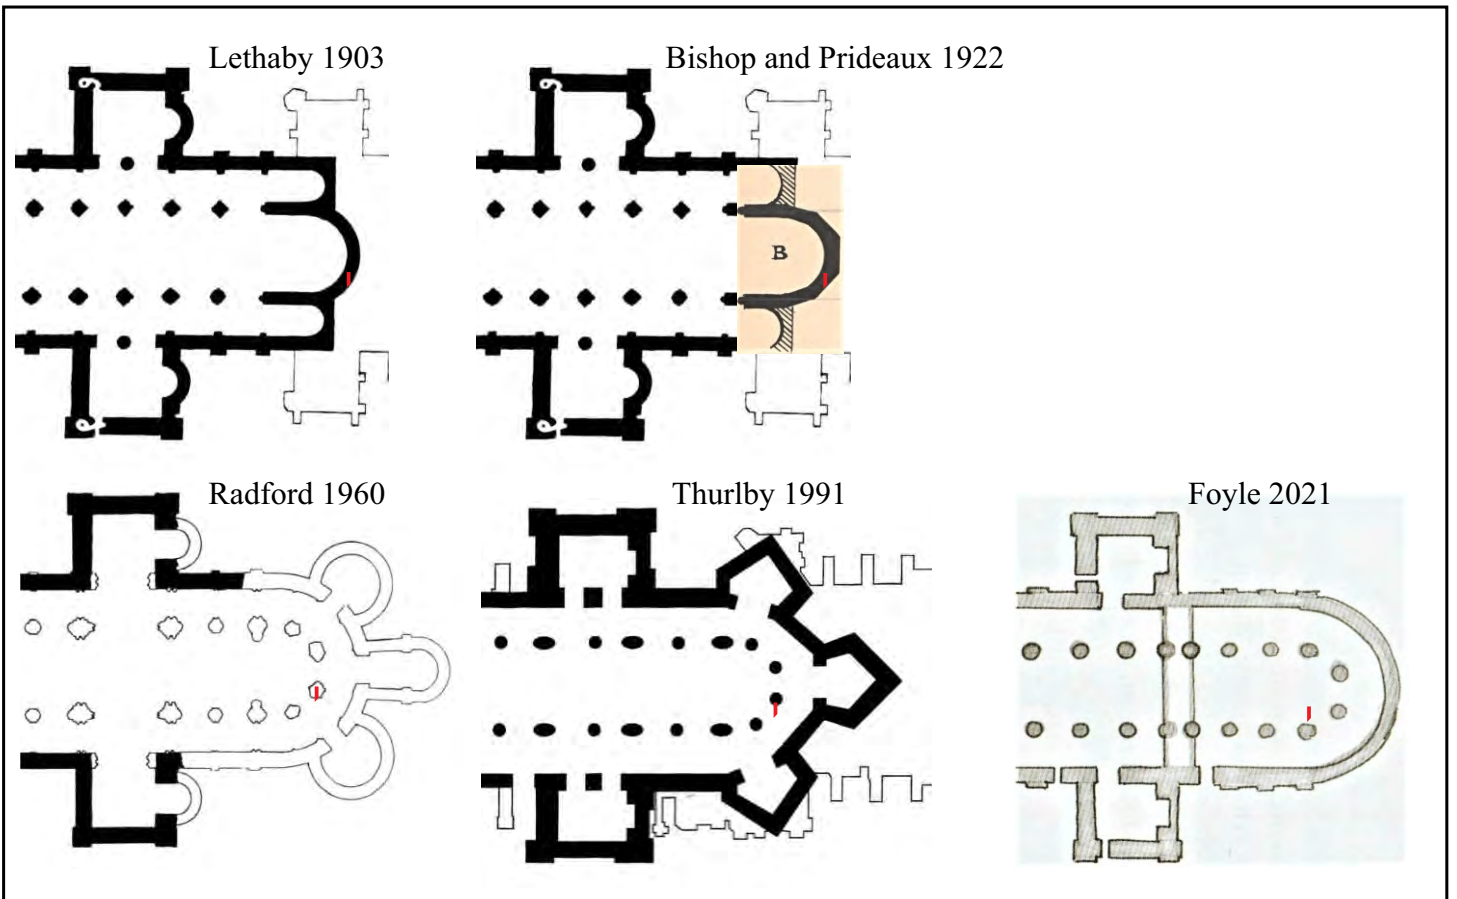 Lethaby 1903
Bishop and Prideaux 1922
B
Radford 1960
Thurlby 1991
Foyle 2021